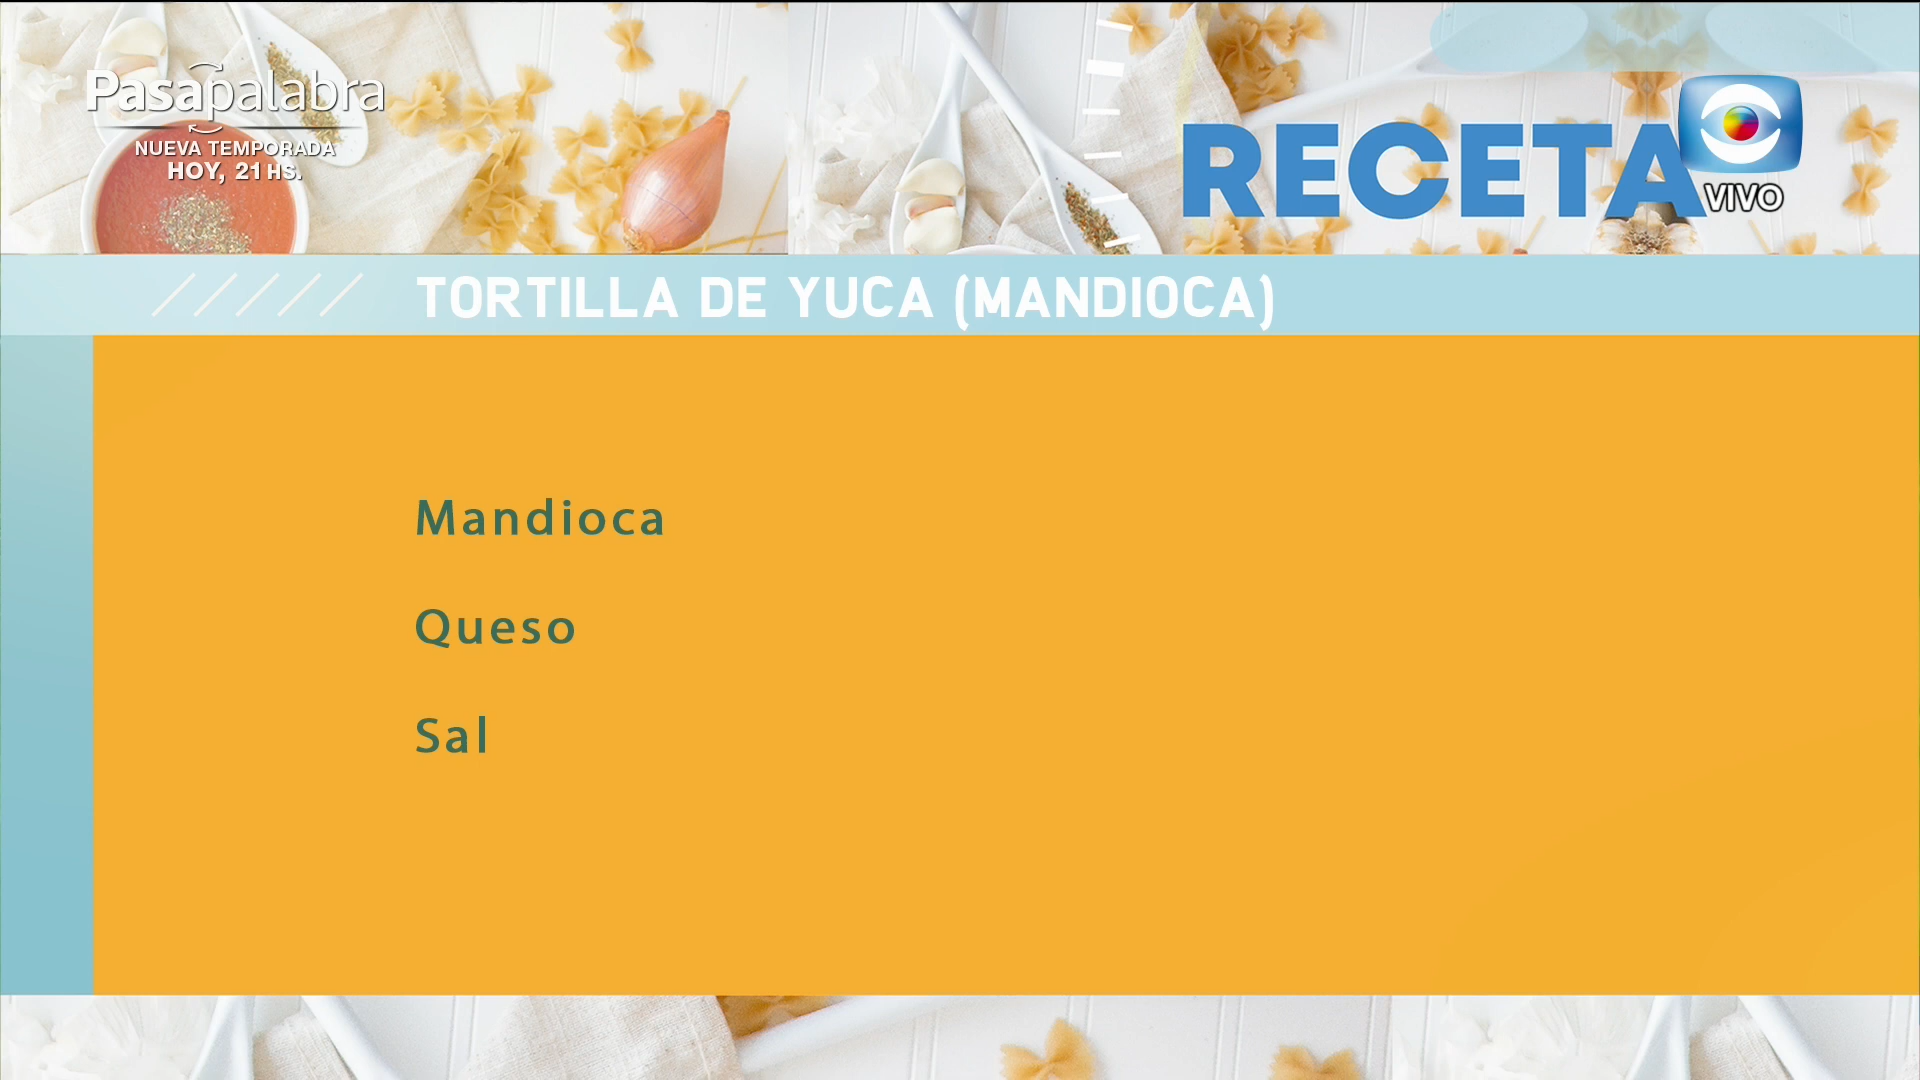 Pasapalabra
NUEVA TEMPORADA
HOY, 21 HS.
RECETA
VIVO
TORTILLA DE YUCA (MANDIOCA)
Mandioca
Queso
Sal